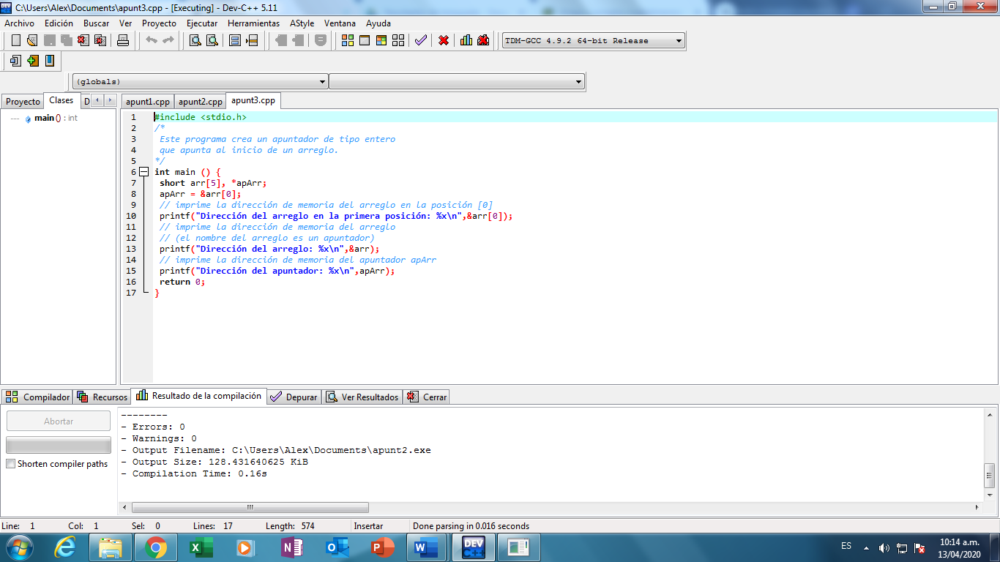 C:\Users\Alex\Documents\apunt3.cpp - [Executing] - Dev-C++ 5.11
Archivo Edición Buscar Ver Proyecto Ejecutar Herramientas AStyle Ventana Ayuda
TDM-GCC 4.9.2 64-bit Release
(globals)
Proyecto Clases D
apunt1.cpp apunt2.cpp apunt3.cpp
main () : int
1 #include <stdio.h>
2 /*
3 Este programa crea un apuntador de tipo entero
4 que apunta al inicio de un arreglo.
5 */
6 int main () {
7 short arr[5], *apArr;
8 apArr = &arr[0];
9 // imprime la dirección de memoria del arreglo en la posición [0]
10 printf("Dirección del arreglo en la primera posición: %x\n",&arr[0]);
11 // imprime la dirección de memoria del arreglo
12 // (el nombre del arreglo es un apuntador)
13 printf("Dirección del arreglo: %x\n",&arr);
14 // imprime la dirección de memoria del apuntador apArr
15 printf("Dirección del apuntador: %x\n",apArr);
16 return 0;
17 }
Compilador Recursos Resultado de la compilación Depurar Ver Resultados Cerrar
Abortar
Shorten compiler paths
--------
- Errors: 0
- Warnings: 0
- Output Filename: C:\Users\Alex\Documents\apunt2.exe
- Output Size: 128.431640625 KiB
- Compilation Time: 0.16s
Line: 1 Col: 1 Sel: 0 Lines: 17 Length: 574 Insertar Done parsing in 0.016 seconds
DEV C++
ES
10:14 a.m.
13/04/2020